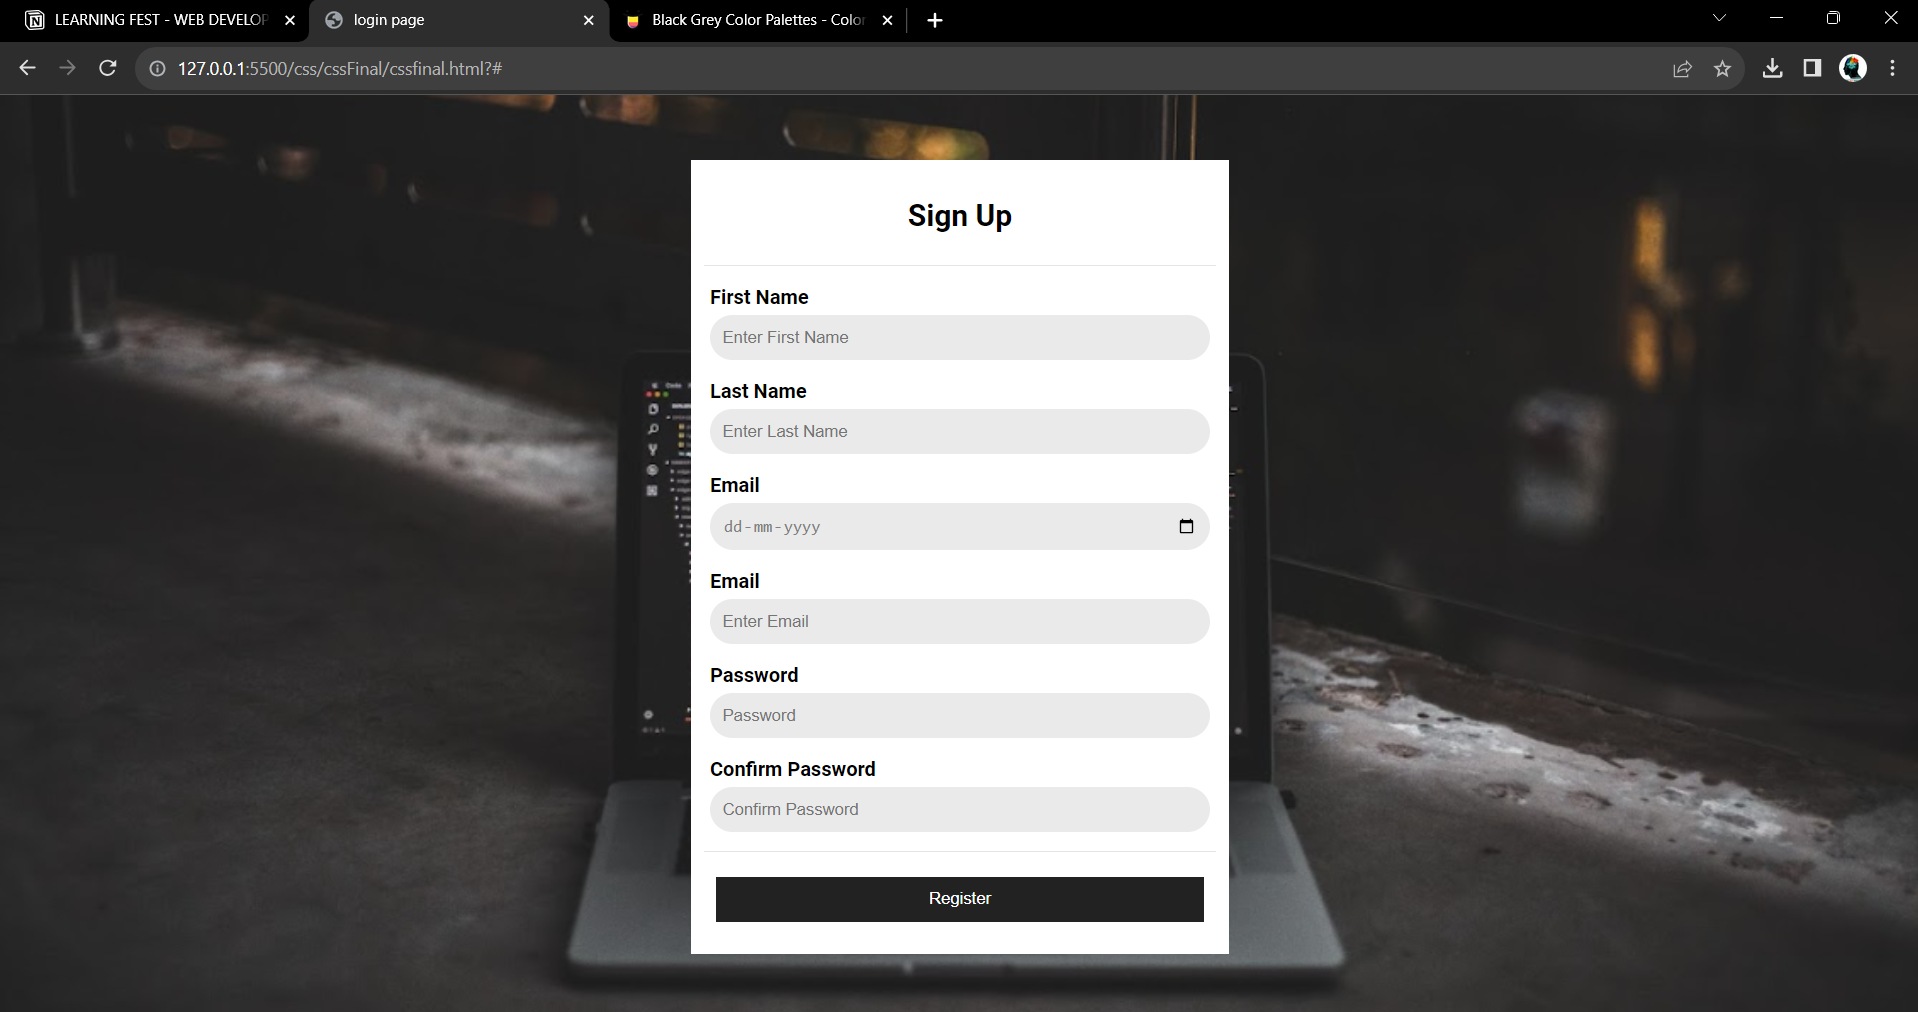 LEARNING FEST - WEB DEVELOP
login page
Black Grey Color Palettes - Color
127.0.0.1:5500/css/cssFinal/cssfinal.html?#
Sign Up
First Name
Enter First Name
Last Name
Enter Last Name
Email
dd-mm-yyyy
Email
Enter Email
Password
Password
Confirm Password
Confirm Password
Register